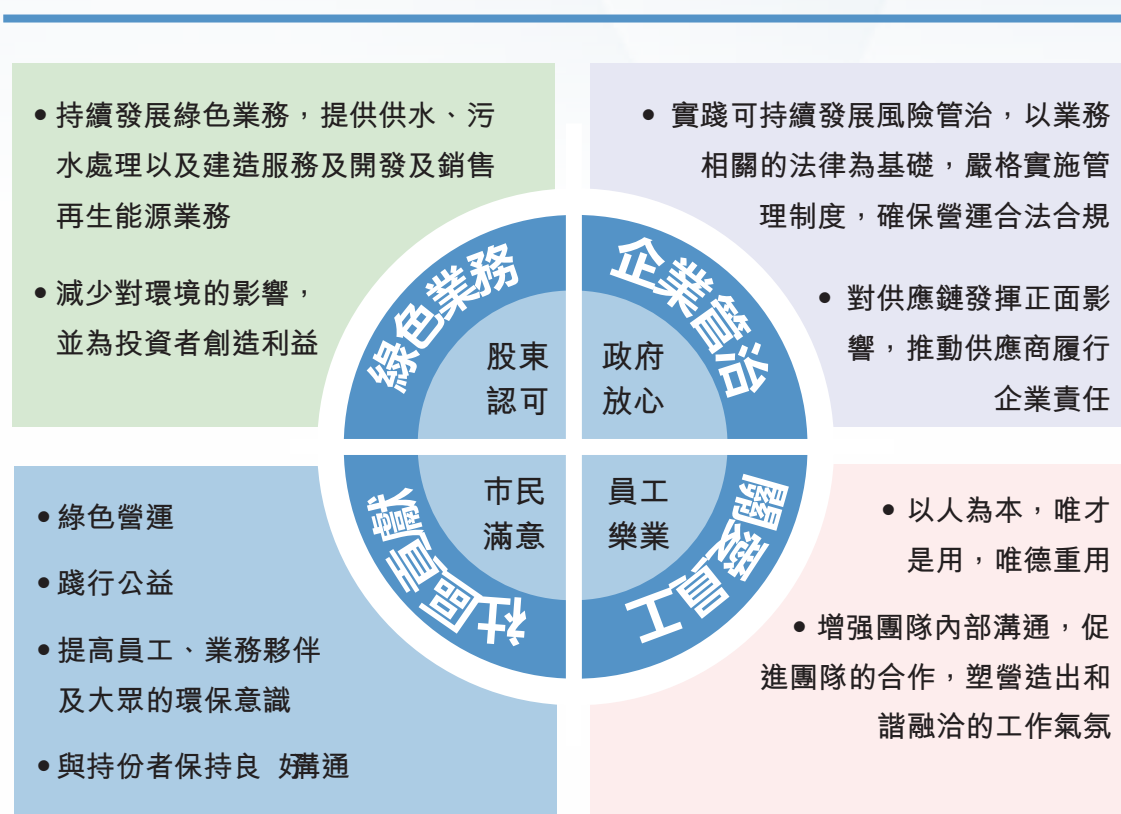 • 持續發展綠色業務，提供供水、污
水處理以及建造服務及開發及銷售
再生能源業務
• 減少對環境的影響，
並為投資者創造利益
• 實踐可持續發展風險管治，以業務
相關的法律為基礎，嚴格實施管
理制度，確保營運合法合規
• 對供應鏈發揮正面影
響，推動供應商履行
企業責任
綠色業務
股東
認可
企業管治
政府
放心
社區貢獻
市民
滿意
關愛員工
員工
樂業
• 綠色營運
• 踐行公益
• 提高員工、業務夥伴
及大眾的環保意識
• 與持份者保持良 好溝通
• 以人為本，唯才
是用，唯德重用
• 增强團隊內部溝通，促
進團隊的合作，塑營造出和
諧融洽的工作氣氛